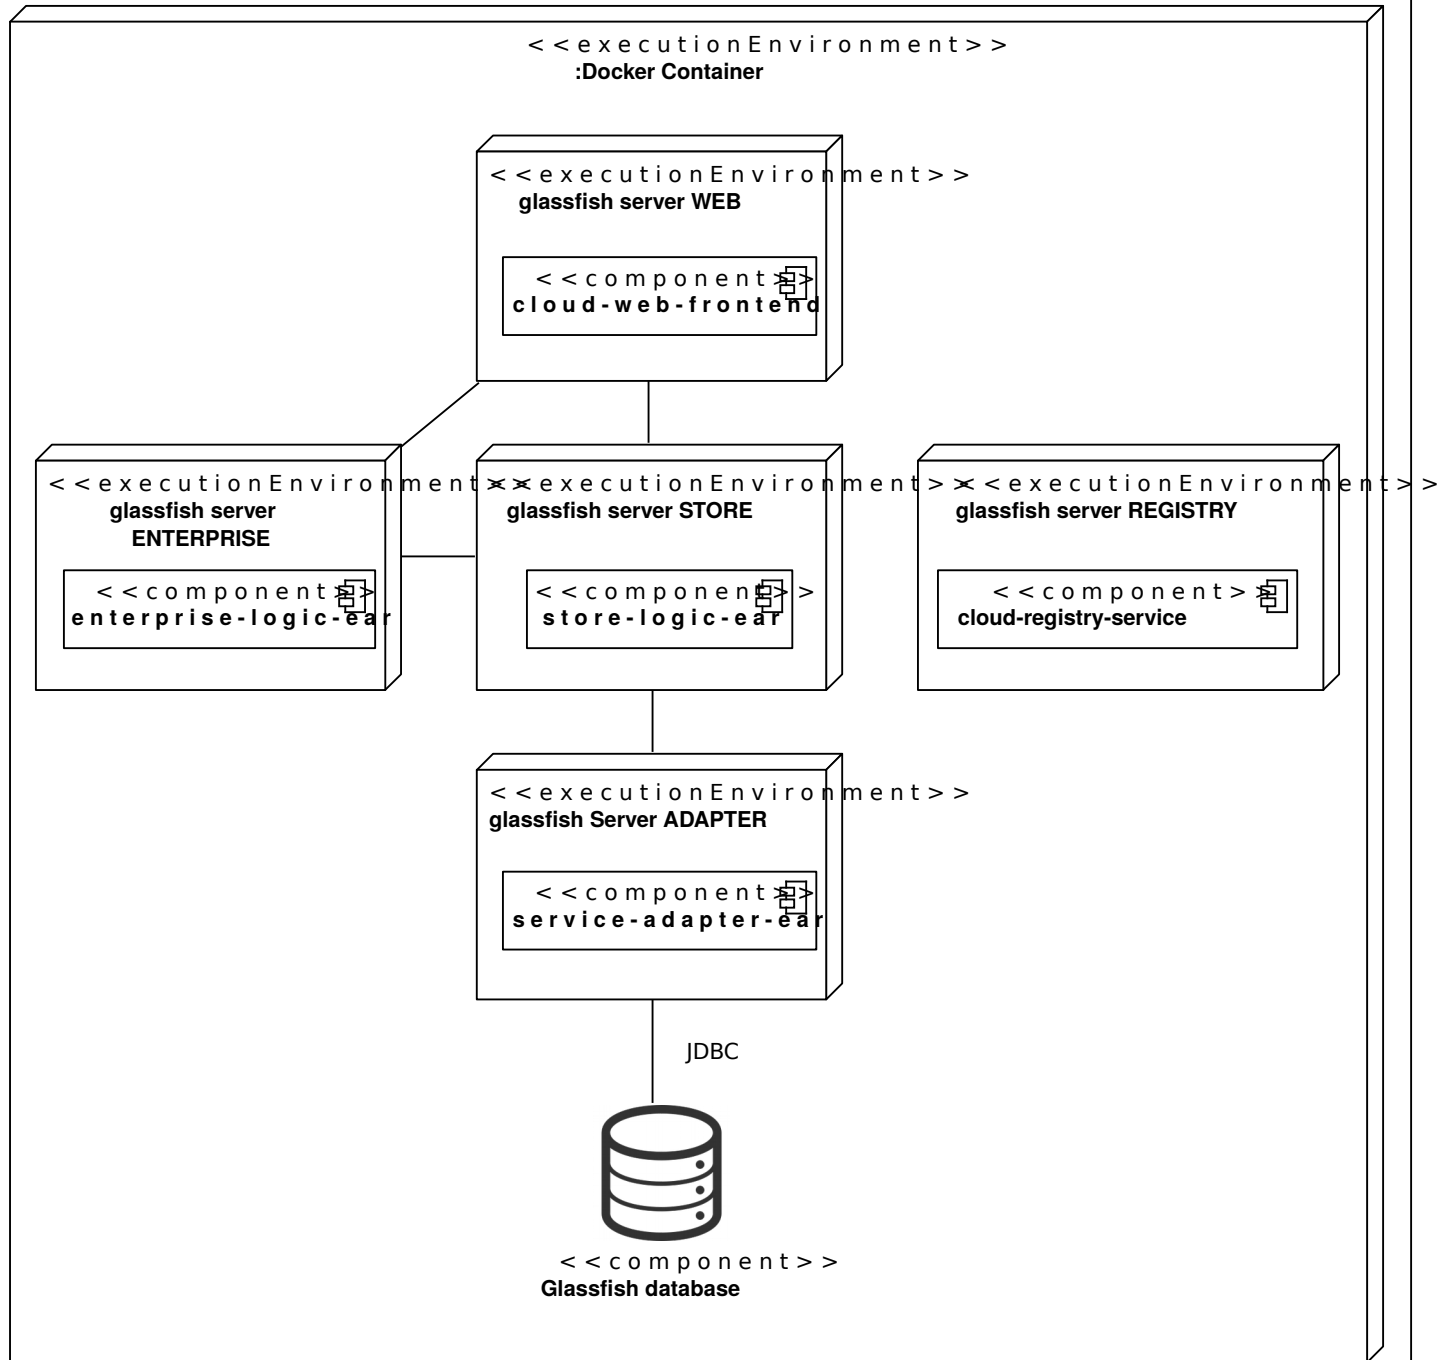 <<executionEnvironment>>
:Docker Container
<<executionEnvironment>>
glassfish server WEB
<<component>>
cloud-web-frontend
<<executionEnvironment>>
glassfish server
ENTERPRISE
<<component>>
enterprise-logic-ear
<<executionEnvironment>>
glassfish server STORE
<<component>>
store-logic-ear
<<executionEnvironment>>
glassfish server REGISTRY
<<component>>
cloud-registry-service
<<executionEnvironment>>
glassfish Server ADAPTER
<<component>>
service-adapter-ear
JDBC
<<component>>
Glassfish database